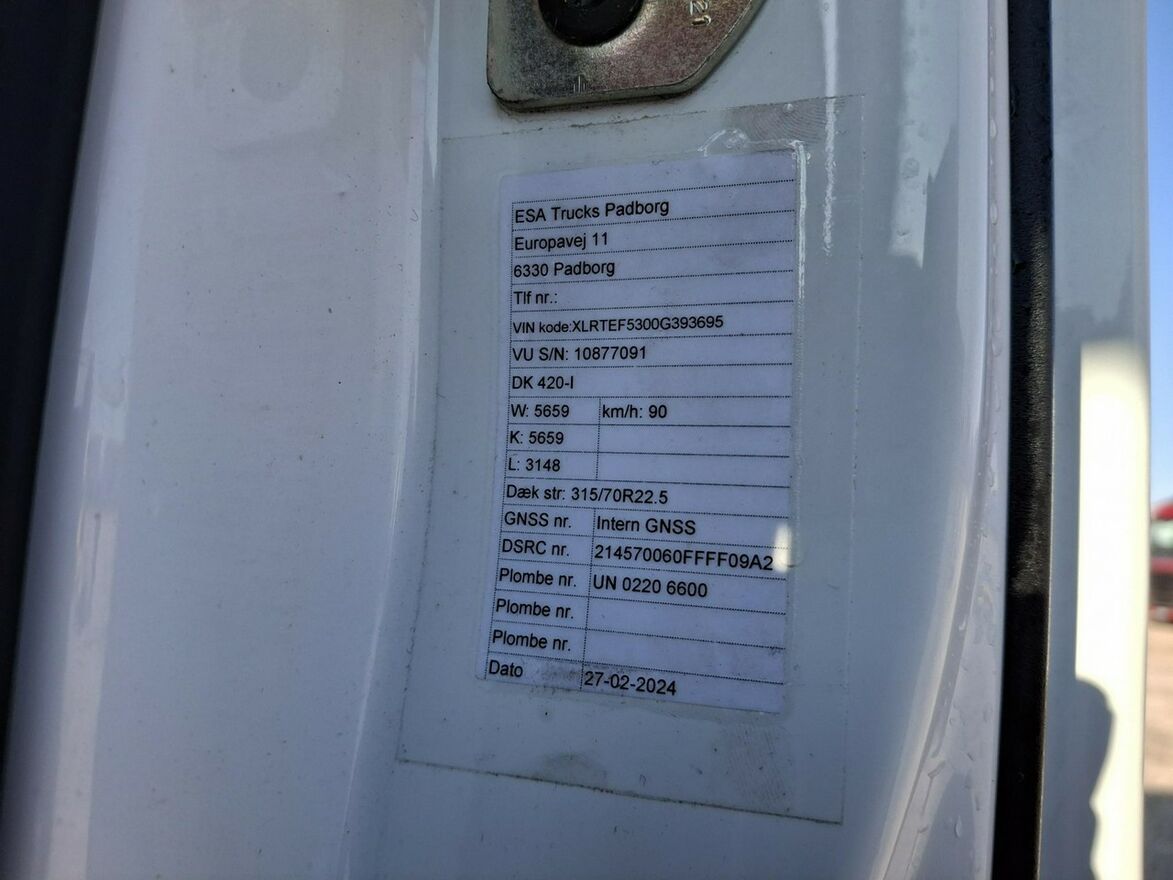 21
ESA Trucks Padborg
Europavej 11
6330 Padborg
Tlf nr.:
VIN kode:XLRTEF5300G393695
VU S/N: 10877091
DK 420-I
W: 5659 km/h: 90
K: 5659
L: 3148
Dæk str: 315/70R22.5
GNSS nr. Intern GNSS
DSRC nr. 214570060FFFF09A2
Plombe nr. UN 0220 6600
Plombe nr.
Plombe nr.
Dato 27-02-2024